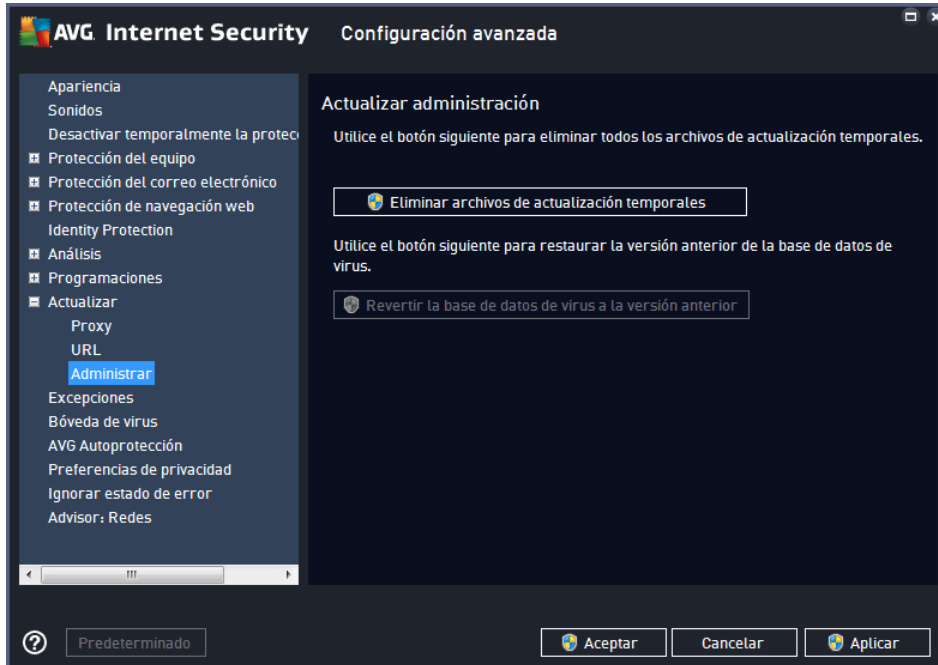 AVG Internet Security Configuración avanzada
Apariencia
Sonidos
Desactivar temporalmente la protec
Protección del equipo
Protección del correo electrónico
Protección de navegación web
Identity Protection
Análisis
Programaciones
Actualizar
Proxy
URL
Administrar
Excepciones
Bóveda de virus
AVG Autoprotección
Preferencias de privacidad
Ignorar estado de error
Advisor: Redes
Actualizar administración
Utilice el botón siguiente para eliminar todos los archivos de actualización temporales.
Eliminar archivos de actualización temporales
Utilice el botón siguiente para restaurar la versión anterior de la base de datos de
virus.
Revertir la base de datos de virus a la versión anterior
Predeterminado
Aceptar
Cancelar
Aplicar